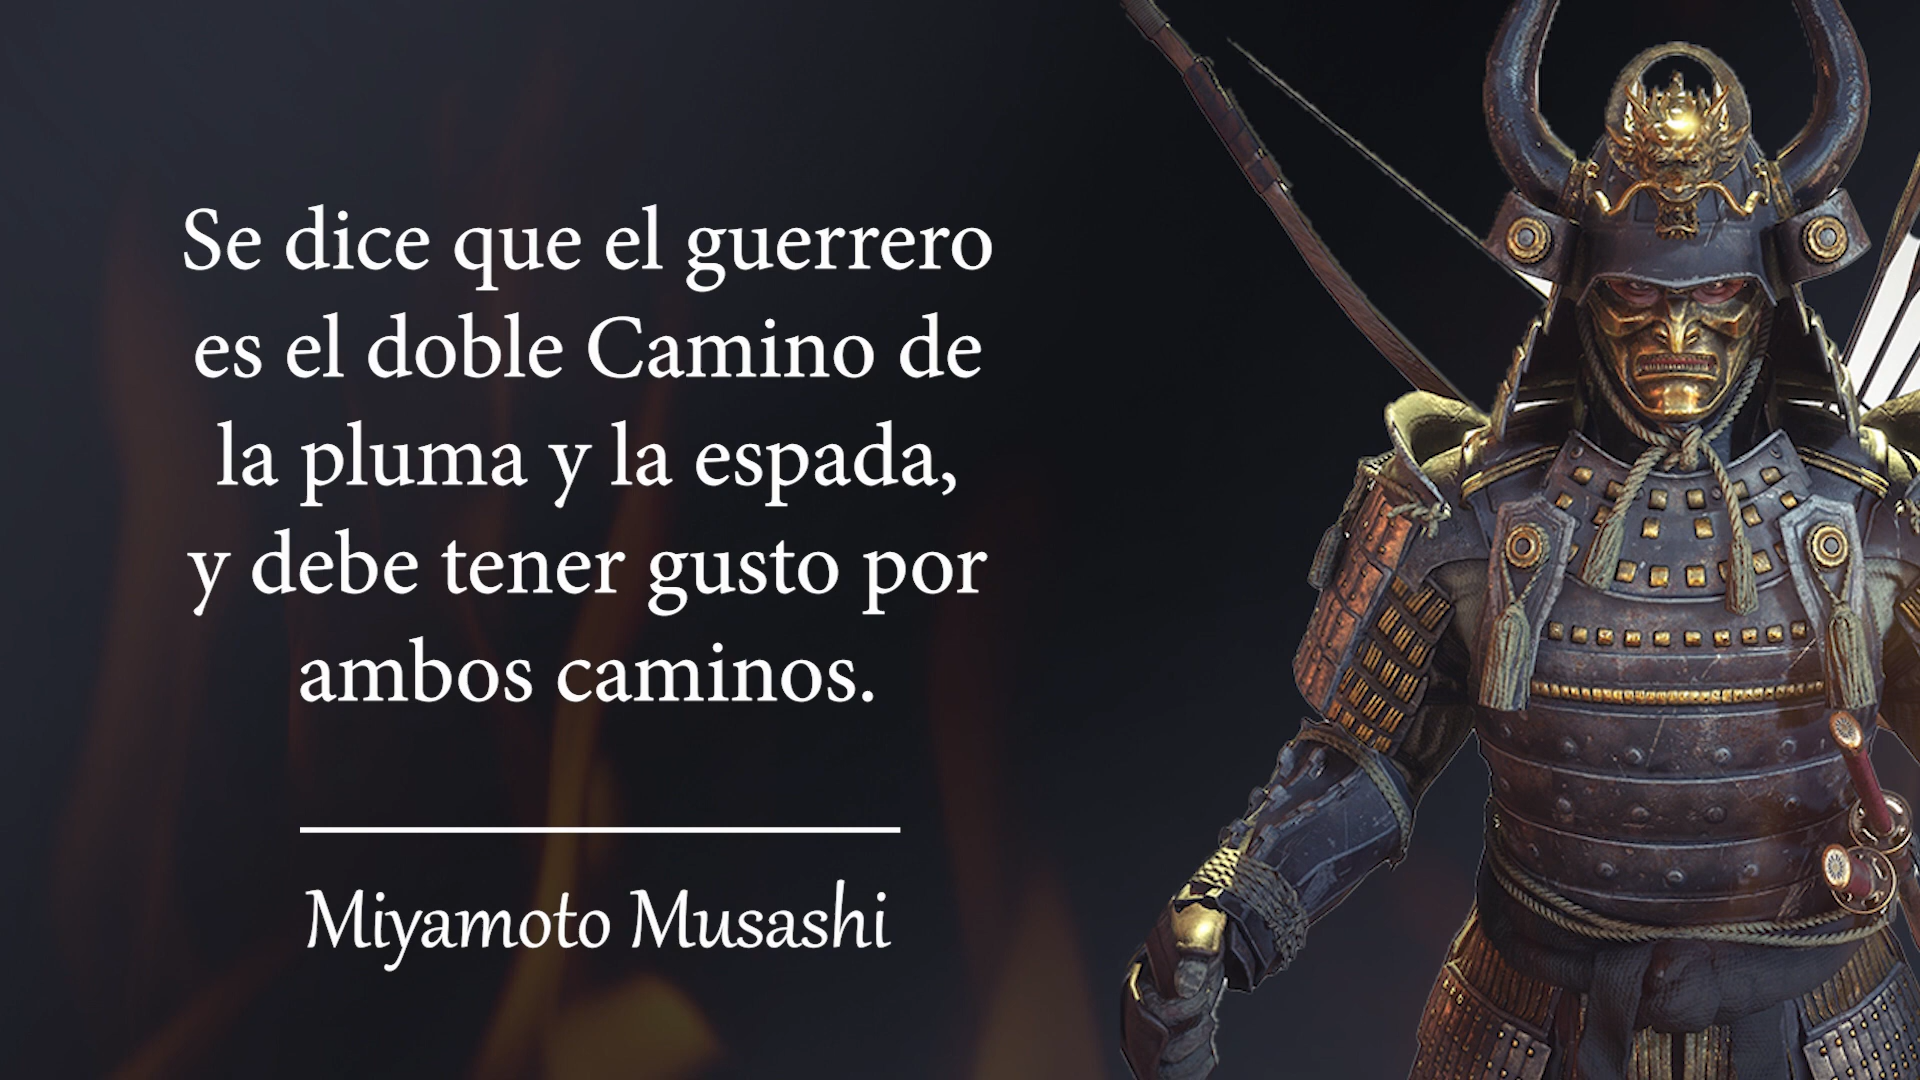 Se dice que el guerrero
es el doble Camino de
la pluma y la espada,
y debe tener gusto por
ambos caminos.
Miyamoto Musashi